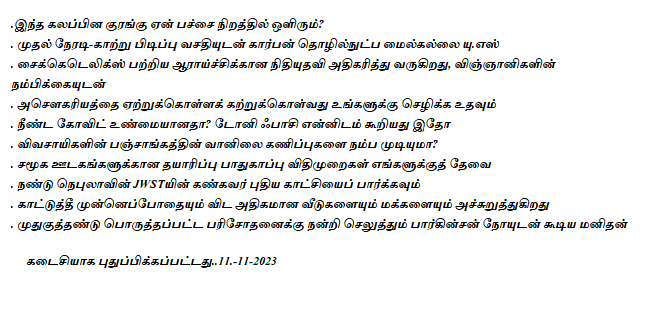 .இந்த கலப்பின குரங்கு ஏன் பச்சை நிறத்தில் ஒளிரும்?
. முதல் நேரடி-காற்று பிடிப்பு வசதியுடன் கார்பன் தொழில்நுட்ப மைல்கல்லை யு.எஸ்
. சைக்கெடெலிக்ஸ் பற்றிய ஆராய்ச்சிக்கான நிதியுதவி அதிகரித்து வருகிறது, விஞ்ஞானிகளின்
நம்பிக்கையுடன்
. அசௌகரியத்தை ஏற்றுக்கொள்ளக் கற்றுக்கொள்வது உங்களுக்கு செழிக்க உதவும்
. நீண்ட கோவிட் உண்மையானதா? டோனி ஃபாசி என்னிடம் கூறியது இதோ
. விவசாயிகளின் பஞ்சாங்கத்தின் வானிலை கணிப்புகளை நம்ப முடியுமா?
. சமூக ஊடகங்களுக்கான தயாரிப்பு பாதுகாப்பு விதிமுறைகள் எங்களுக்குத் தேவை
. நண்டு நெபுலாவின் JWSTயின் கண்கவர் புதிய காட்சியைப் பார்க்கவும்
. காட்டுத்தீ முன்னெப்போதையும் விட அதிகமான வீடுகளையும் மக்களையும் அச்சுறுத்துகிறது
. முதுகுத்தண்டு பொருத்தப்பட்ட பரிசோதனைக்கு நன்றி செலுத்தும் பார்கின்சன் நோயுடன் கூடிய மனிதன்
கடைசியாக புதுப்பிக்கப்பட்டது..11.-11-2023